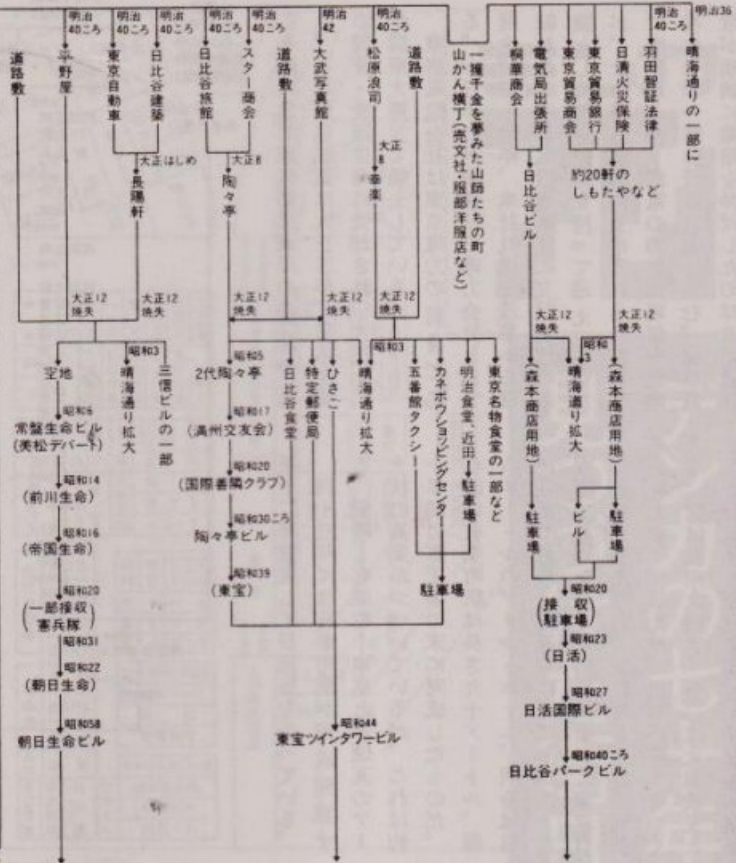 明治36
明治40ころ
晴海通りの一部に
羽田智証法律
日清火災保険
東京貿易銀行
東京貿易商会
電気局出張所
桐華商会
一攫千金を夢みた山師たちの町
山かん横丁(売文社・服部洋服店など)
道路敷
明治40ころ
松原浪司
明治42
大武写真館
道路敷
明治40ころ
スター商会
明治40ころ
日比谷旅館
明治40ころ
日比谷建築
明治40ころ
東京自動車
明治40ころ
平野屋
道路敷
約20軒の
しもたやなど
日比谷ビル
大正8
幸楽
大正8
陶々亭
大正はしめ
長陽軒
大正12
焼失
大正12
焼失
大正12
焼失
大正12
焼失
大正12
焼失
大正12
焼失
大正12
焼失
(森本商店用地)
昭和3
晴海通り拡大
(森本商店用地)
駐車場
ビル
駐車場
昭和20
(接収
駐車場)
昭和23
(日活)
昭和27
日活国際ビル
昭和40ころ
日比谷パークビル
東京名物食堂の一部など
明治食堂、近田
駐車場
カネボウショッピングセンター
五番館タクシー
駐車場
昭和3
晴海通り拡大
ひさご
特定郵便局
日比谷食堂
昭和5
2代陶々亭
昭和17
(満州交友会)
昭和20
(国際善隣クラブ)
昭和30ころ
陶々亭ビル
昭和39
(東宝)
昭和44
東宝ツインタワービル
三信ビルの一部
昭和3
晴海通り拡大
空地
昭和6
常盤生命ビル
(美松デパート)
昭和14
(前川生命)
昭和16
(帝国生命)
昭和20
(一部接収
憲兵隊)
昭和31
昭和22
(朝日生命)
昭和58
朝日生命ビル